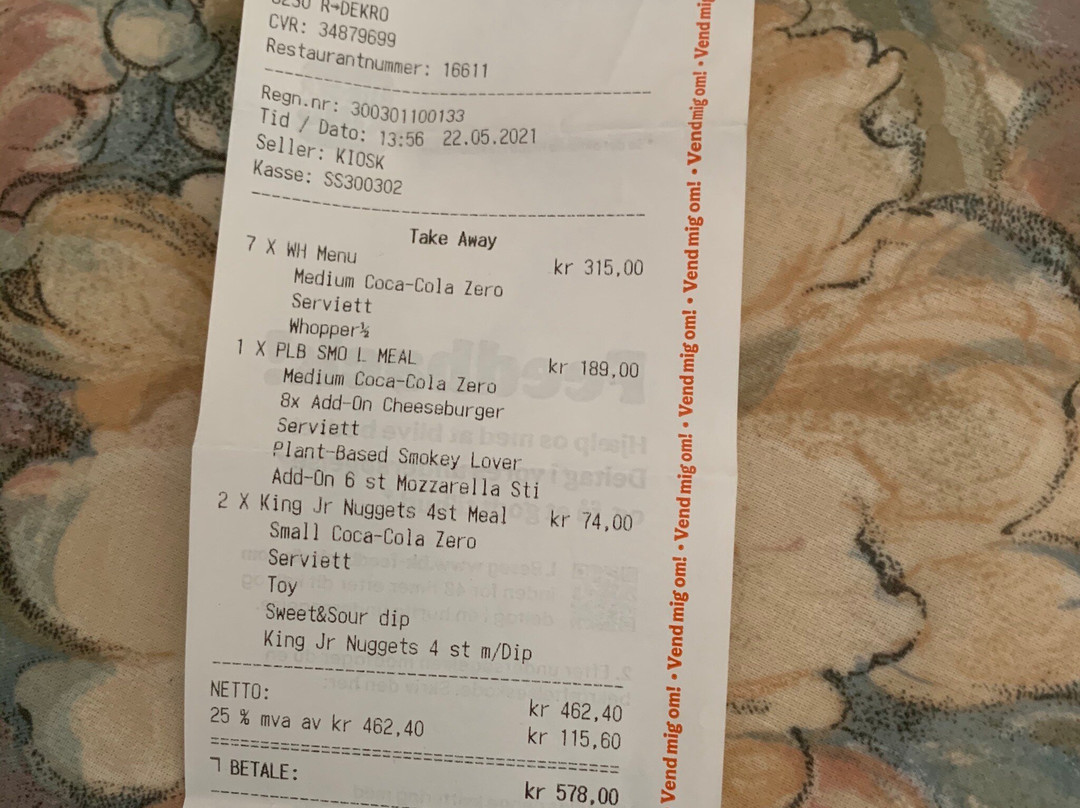 R→DEKRO
CVR: 34879699
Restaurantnummer: 16611
Regn.nr: 300301100133
Tid / Dato: 13:56 22.05.2021
Seller: KIOSK
Kasse: SS300302
Take Away
7 X WH Menu kr 315,00
Medium Coca-Cola Zero
Serviett
Whopper½
1 X PLB SMO L MEAL kr 189,00
Medium Coca-Cola Zero
8x Add-On Cheeseburger
Serviett
Plant-Based Smokey Lover
Add-On 6 st Mozzarella Sti
2 X King Jr Nuggets 4st Meal kr 74,00
Small Coca-Cola Zero
Serviett
Toy
Sweet&Sour dip
King Jr Nuggets 4 st m/Dip
NETTO: kr 462,40
25 % mva av kr 462,40 kr 115,60
BETALE: kr 578,00
Vend mig om! • Vend mig om! • Vend mig om! • Vend mig om! • Vend mig om! • Vend mig om! • Vend mig